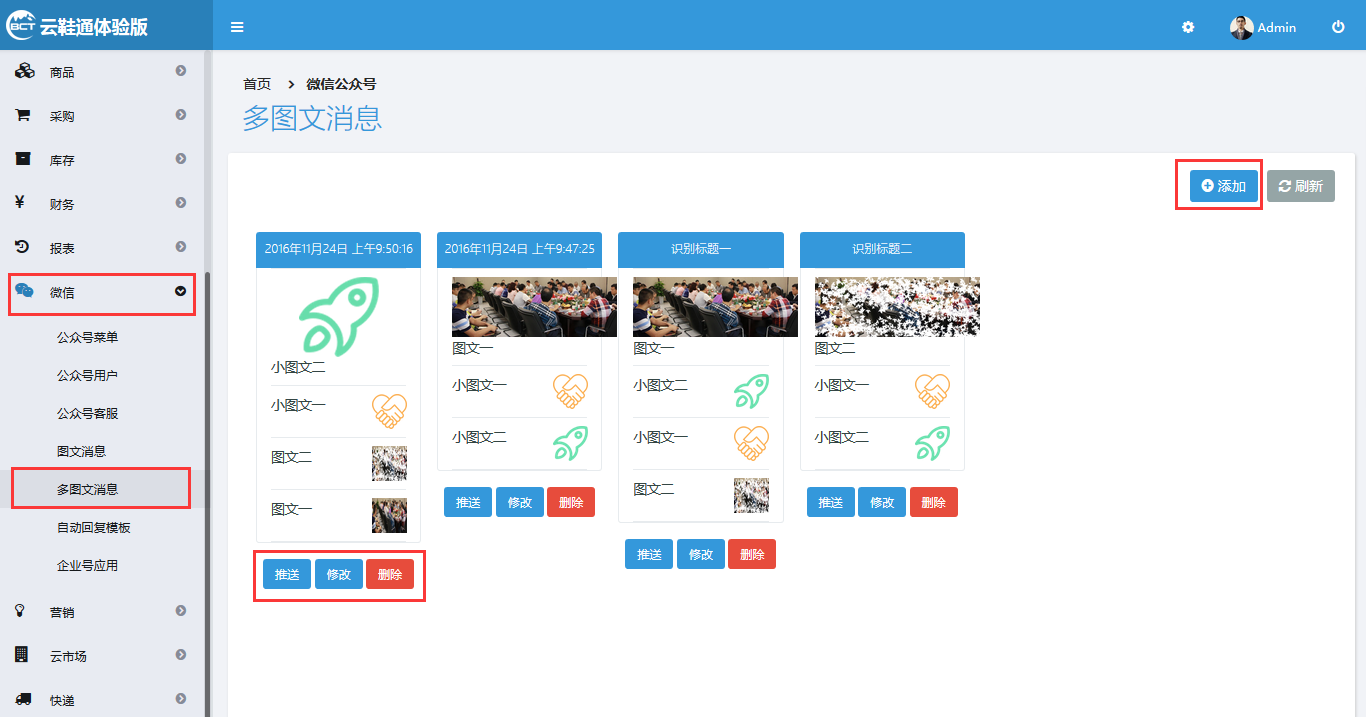 BCT 云鞋通体验版
Admin
商品
采购
库存
财务
报表
微信
公众号菜单
公众号用户
公众号客服
图文消息
多图文消息
自动回复模板
企业号应用
营销
云市场
快递
首页 > 微信公众号
多图文消息
添加
刷新
2016年11月24日 上午9:50:16
小图文二
小图文一
图文二
图文一
推送 修改 删除
2016年11月24日 上午9:47:25
图文一
小图文一
小图文二
推送 修改 删除
识别标题一
图文一
小图文二
小图文一
图文二
推送 修改 删除
识别标题二
图文二
小图文一
小图文二
推送 修改 删除